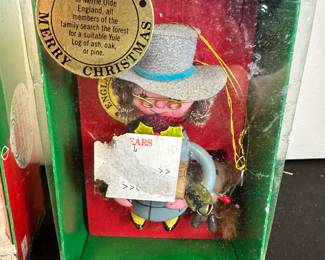 in Merrie Olde
England, all
members of the
family search the forest
for a suitable Yule
Log of ash, oak,
or pine.
MERRY CHRISTMAS
EARS
>>
>>